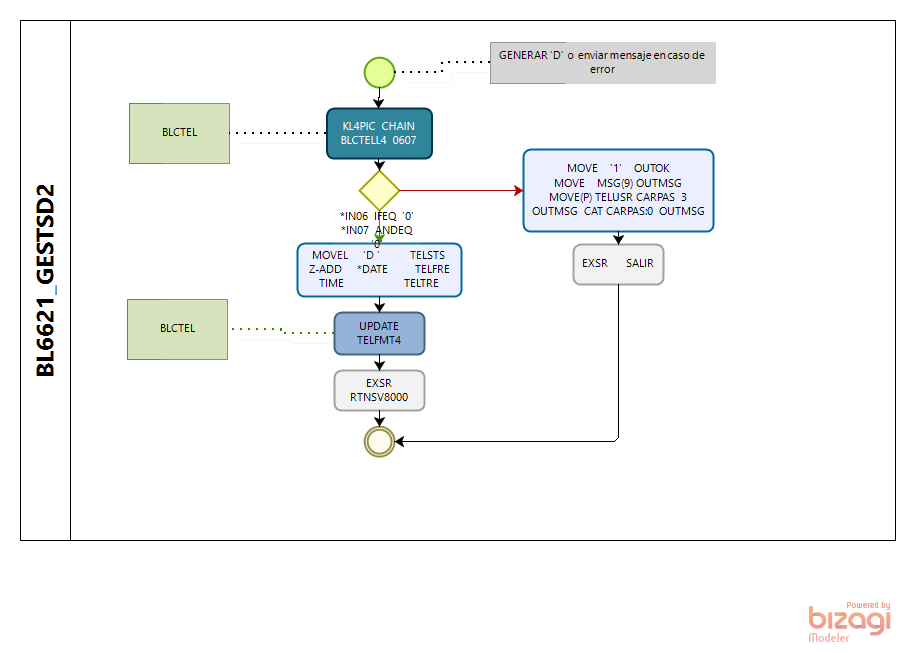 BL6621_GESTSD2
GENERAR 'D' o enviar mensaje en caso de
error
BLCTEL
KL4PIC CHAIN
BLCTELL4 0607
*IN06 IFEQ '0'
*IN07 ANDEQ
'0'
MOVE '1' OUTOK
MOVE MSG(9) OUTMSG
MOVE(P) TELUSR CARPAS 3
OUTMSG CAT CARPAS:0 OUTMSG
EXSR SALIR
MOVEL 'D' TELSTS
Z-ADD *DATE TELFRE
TIME TELTRE
BLCTEL
UPDATE
TELFMT4
EXSR
RTNSV8000
Powered by
bizagi
Modeler